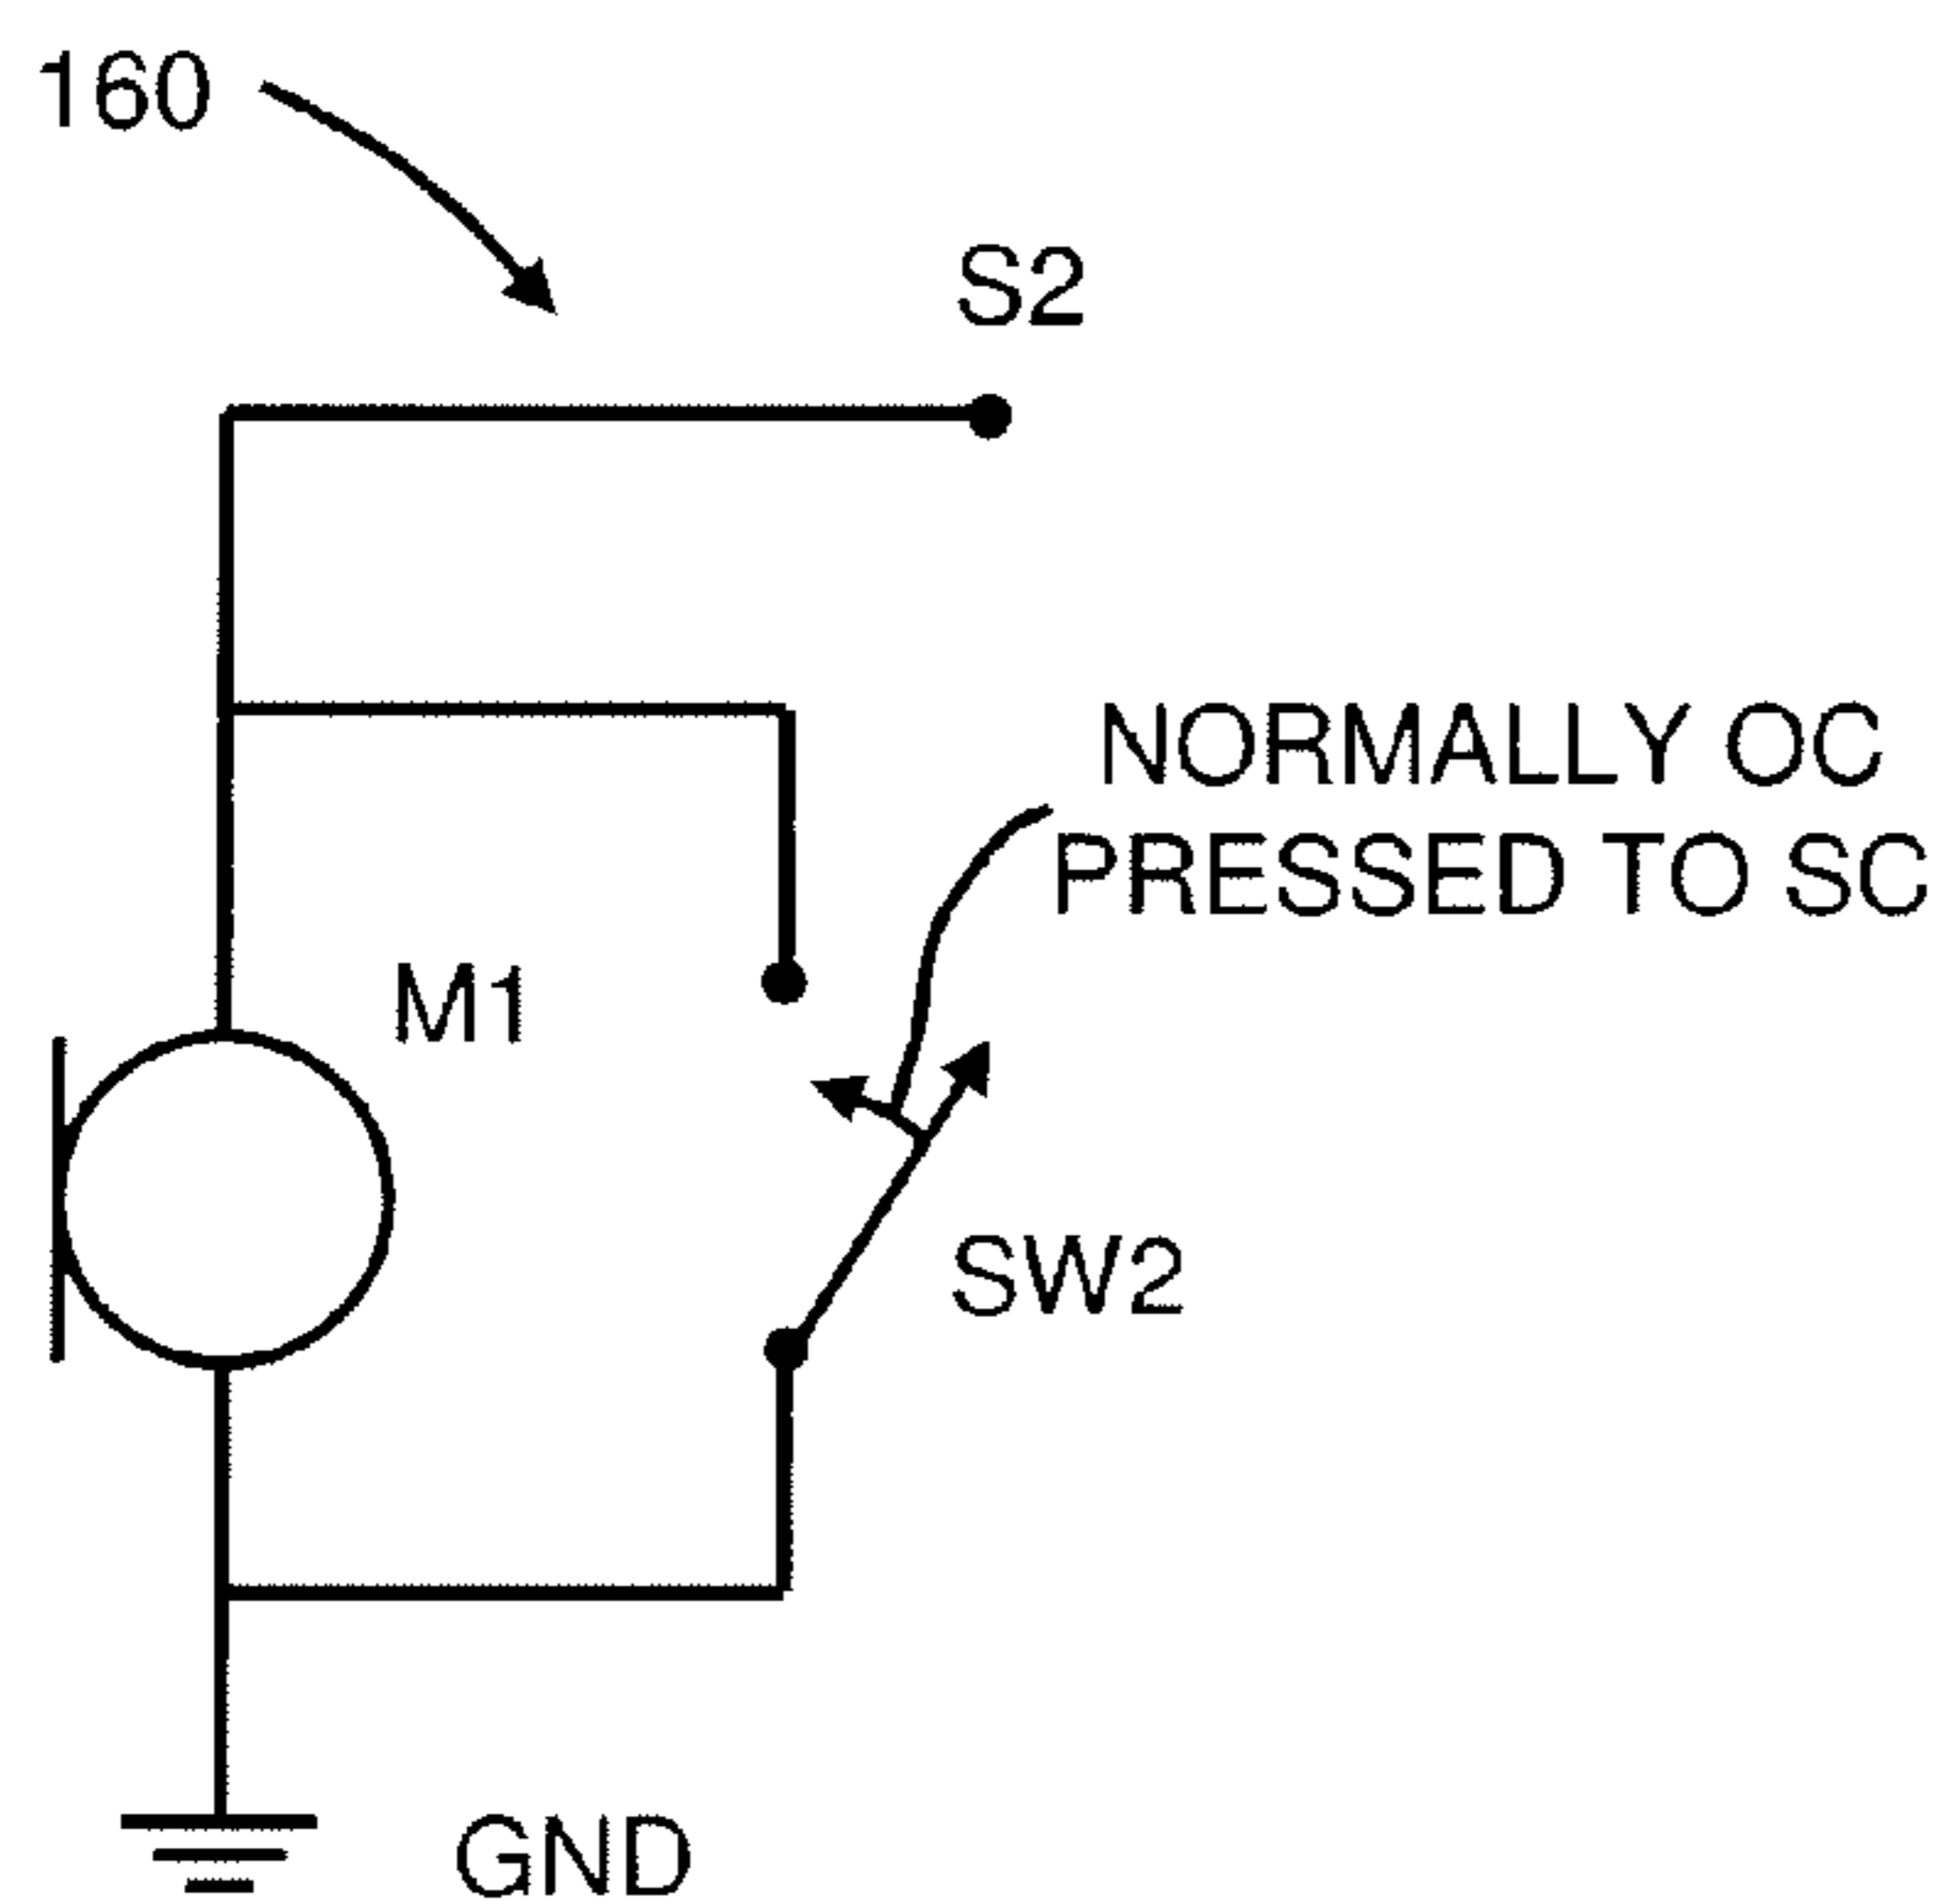 160
S2
NORMALLY OC
PRESSED TO SC
M1
SW2
GND